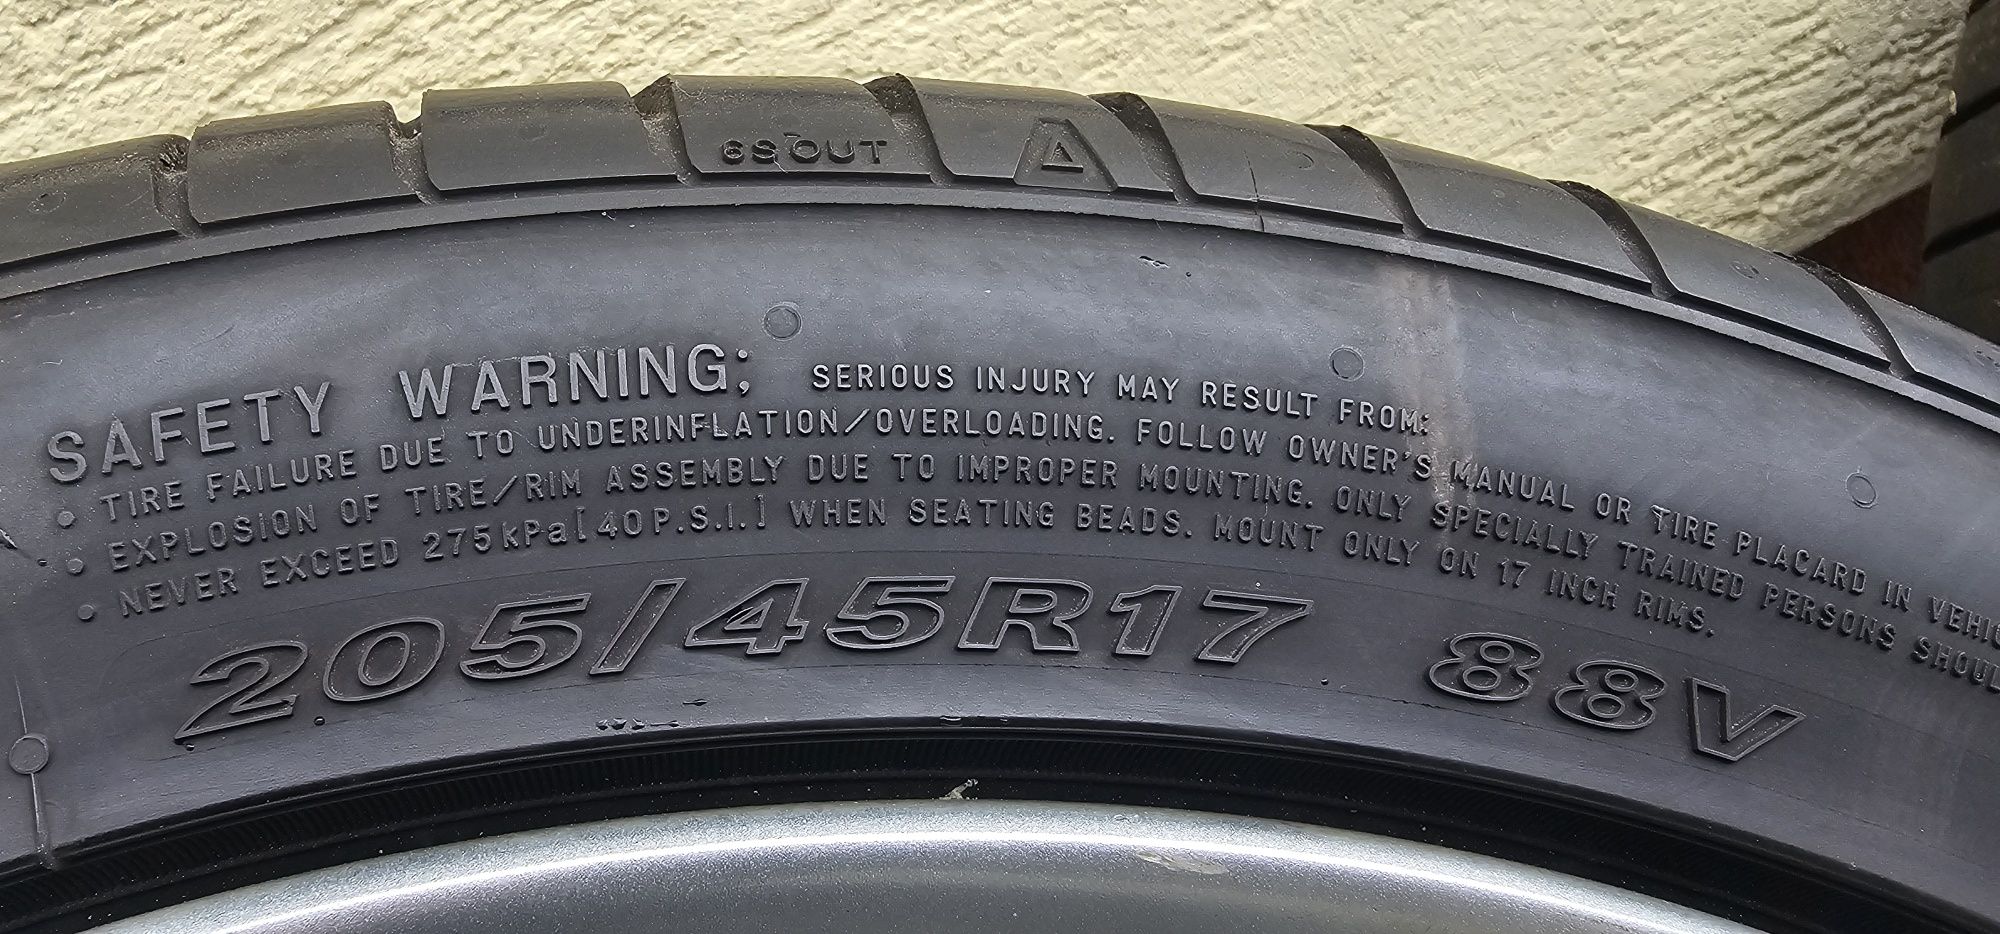 6S OUT
SAFETY WARNING; SERIOUS INJURY MAY RESULT FROM:
• TIRE FAILURE DUE TO UNDERINFLATION/OVERLOADING. FOLLOW OWNER'S MANUAL OR TIRE PLACARD IN
• EXPLOSION OF TIRE/RIM ASSEMBLY DUE TO IMPROPER MOUNTING. ONLY SPECIALLY TRAINED PERSONS
• NEVER EXCEED 275kPa[40P.S.I.] WHEN SEATING BEADS. MOUNT ONLY ON 17 INCH RIMS.
205/45R17 88V